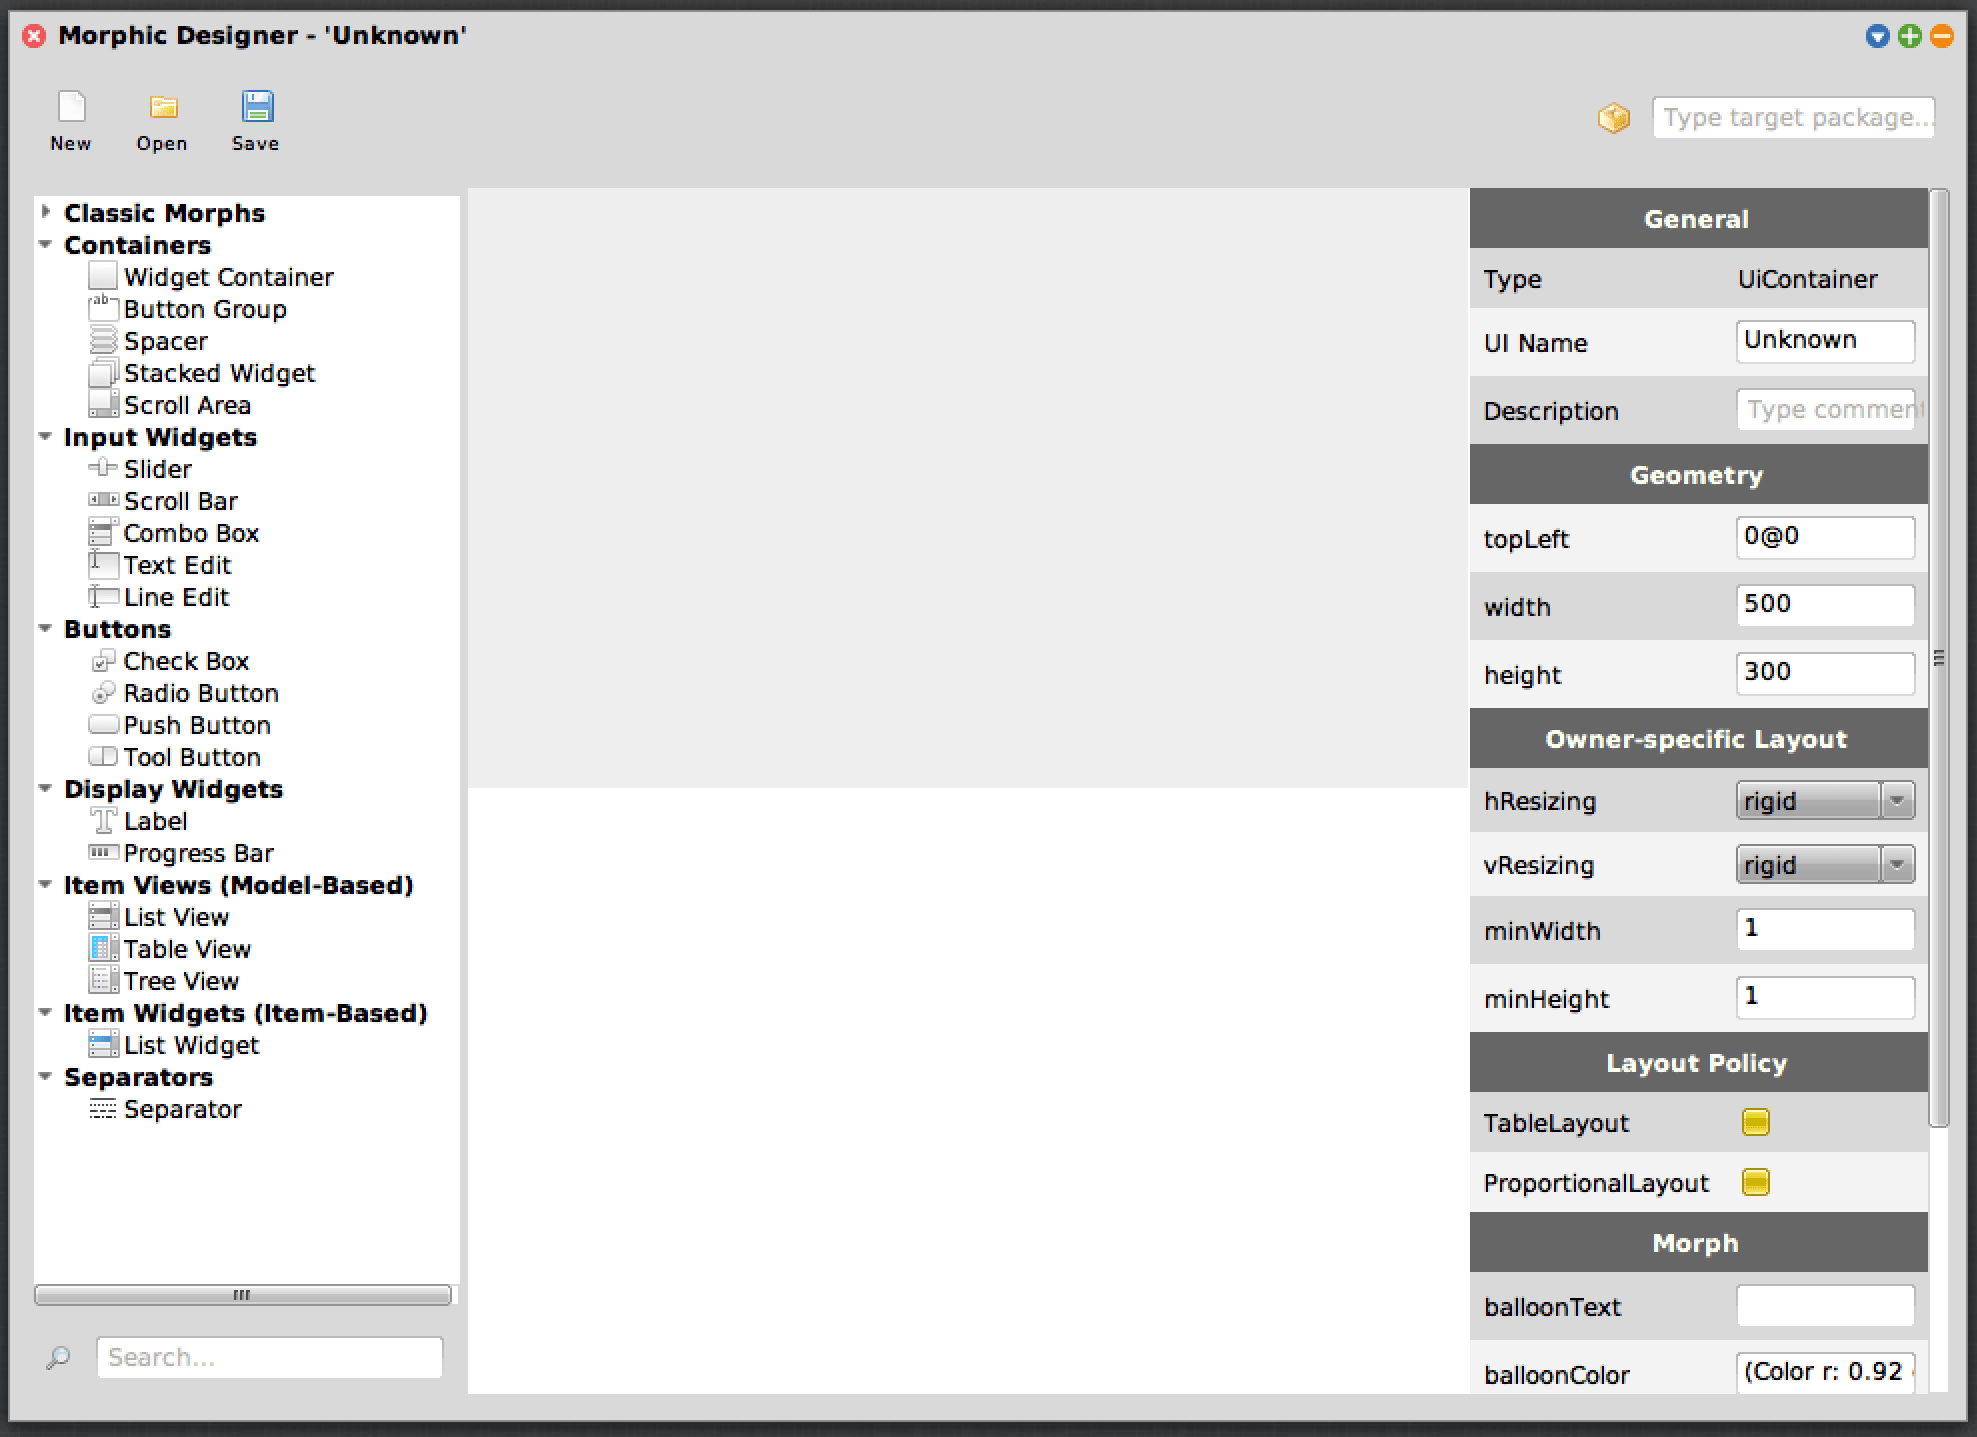 Morphic Designer - 'Unknown'
New Open Save
Type target package...
Classic Morphs
Containers
Widget Container
Button Group
Spacer
Stacked Widget
Scroll Area
Input Widgets
Slider
Scroll Bar
Combo Box
Text Edit
Line Edit
Buttons
Check Box
Radio Button
Push Button
Tool Button
Display Widgets
Label
Progress Bar
Item Views (Model-Based)
List View
Table View
Tree View
Item Widgets (Item-Based)
List Widget
Separators
Separator
Search...
General
Type UiContainer
UI Name Unknown
Description Type comment
Geometry
topLeft 0@0
width 500
height 300
Owner-specific Layout
hResizing rigid
vResizing rigid
minWidth 1
minHeight 1
Layout Policy
TableLayout
ProportionalLayout
Morph
balloonText
balloonColor (Color r: 0.92